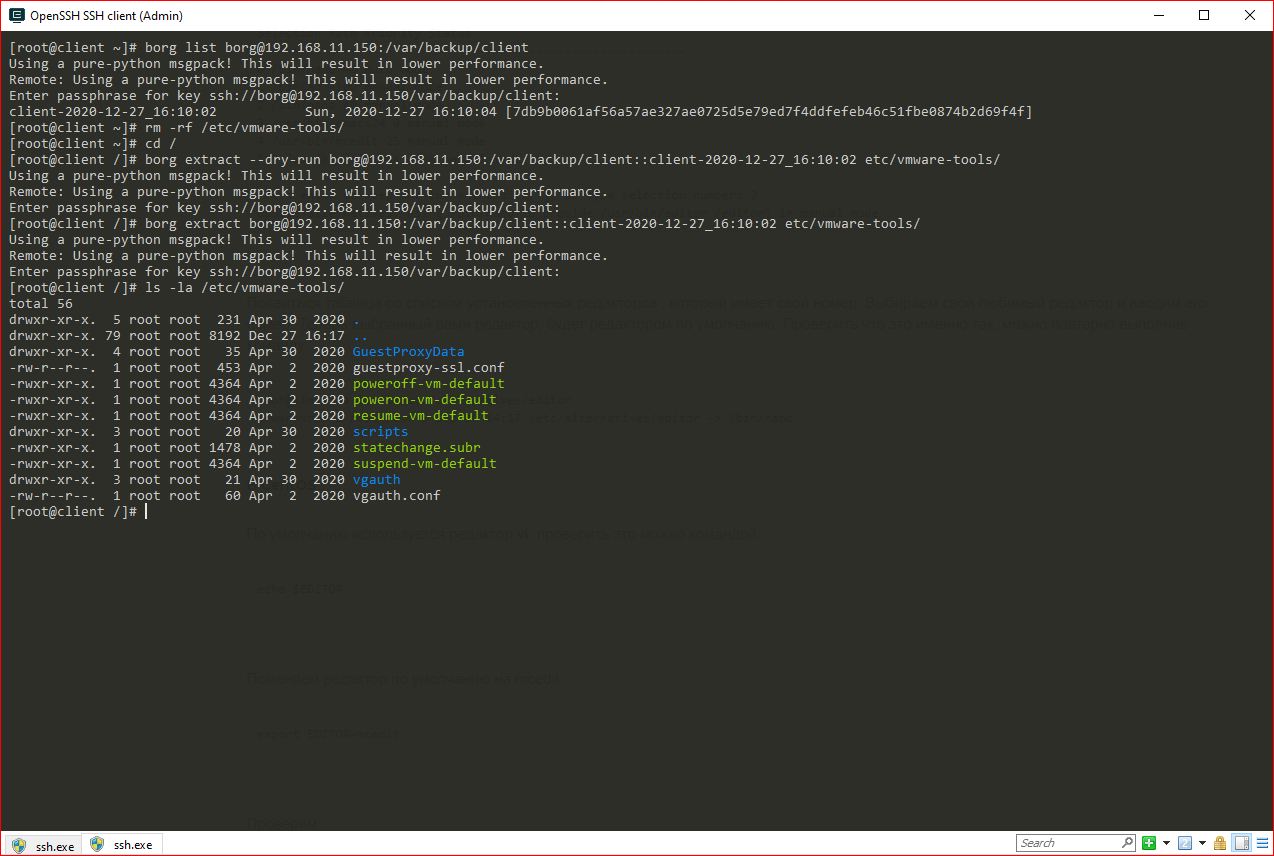 OpenSSH SSH client (Admin)
[root@client ~]# borg list borg@192.168.11.150:/var/backup/client
Using a pure-python msgpack! This will result in lower performance.
Remote: Using a pure-python msgpack! This will result in lower performance.
Enter passphrase for key ssh://borg@192.168.11.150/var/backup/client:
client-2020-12-27_16:10:02           Sun, 2020-12-27 16:10:04 [7db9b0061af56a57ae327ae0725d5e79ed7f4ddfefeb46c51fbe0874b2d69f4f]
[root@client ~]# rm -rf /etc/vmware-tools/
[root@client ~]# cd /
[root@client /]# borg extract --dry-run borg@192.168.11.150:/var/backup/client::client-2020-12-27_16:10:02 etc/vmware-tools/
Using a pure-python msgpack! This will result in lower performance.
Remote: Using a pure-python msgpack! This will result in lower performance.
Enter passphrase for key ssh://borg@192.168.11.150/var/backup/client:
[root@client /]# borg extract borg@192.168.11.150:/var/backup/client::client-2020-12-27_16:10:02 etc/vmware-tools/
Using a pure-python msgpack! This will result in lower performance.
Remote: Using a pure-python msgpack! This will result in lower performance.
Enter passphrase for key ssh://borg@192.168.11.150/var/backup/client:
[root@client /]# ls -la /etc/vmware-tools/
total 56
drwxr-xr-x.  5 root root  231 Apr 30  2020 .
drwxr-xr-x. 79 root root 8192 Dec 27 16:17 ..
drwxr-xr-x.  4 root root   35 Apr 30  2020 GuestProxyData
-rw-r--r--.  1 root root  453 Apr  2  2020 guestproxy-ssl.conf
-rwxr-xr-x.  1 root root 4364 Apr  2  2020 poweroff-vm-default
-rwxr-xr-x.  1 root root 4364 Apr  2  2020 poweron-vm-default
-rwxr-xr-x.  1 root root 4364 Apr  2  2020 resume-vm-default
drwxr-xr-x.  3 root root   20 Apr 30  2020 scripts
-rwxr-xr-x.  1 root root 1478 Apr  2  2020 statechange.subr
-rwxr-xr-x.  1 root root 4364 Apr  2  2020 suspend-vm-default
drwxr-xr-x.  3 root root   21 Apr 30  2020 vgauth
-rw-r--r--.  1 root root   60 Apr  2  2020 vgauth.conf
[root@client /]#
ssh.exe
ssh.exe
Search